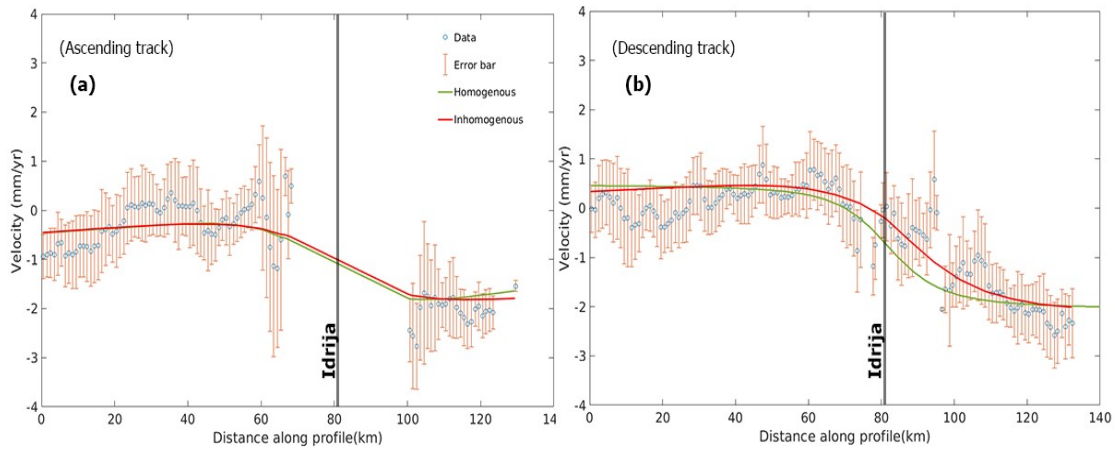 (Ascending track)
(a)
Data
Error bar
Homogenous
Inhomogenous
Idrija
Velocity (mm/yr)
4
3
2
1
0
-1
-2
-3
-4
0 20 40 60 80 100 120 14
Distance along profile(km)
(Descending track)
(b)
Idrija
Velocity (mm/yr)
4
3
2
1
0
-1
-2
-3
-4
0 20 40 60 80 100 120 140
Distance along profile(km)